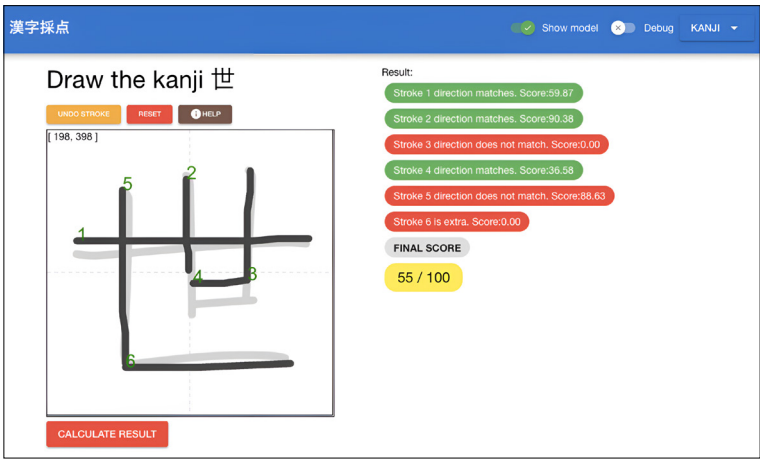 漢字採点 Show model Debug KANJI
Draw the kanji 世
UNDO STROKE RESET HELP
[ 198, 398 ]
5
2
1
4
3
6
CALCULATE RESULT
Result:
Stroke 1 direction matches. Score:59.87
Stroke 2 direction matches. Score:90.38
Stroke 3 direction does not match. Score:0.00
Stroke 4 direction matches. Score:36.58
Stroke 5 direction does not match. Score:88.63
Stroke 6 is extra. Score:0.00
FINAL SCORE
55 / 100